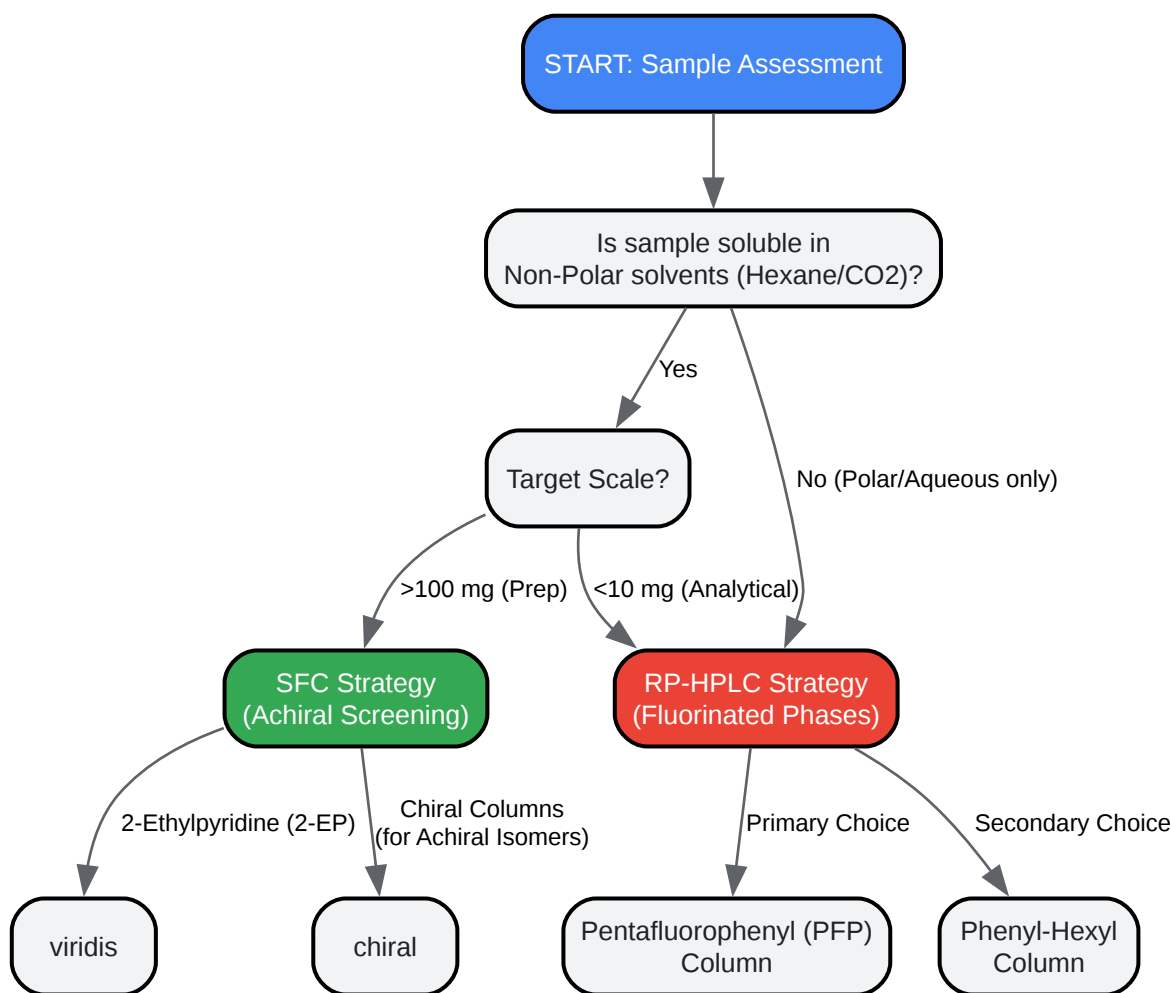 START: Sample Assessment
Is sample soluble in
Non-Polar solvents (Hexane/CO2)?
Yes
No (Polar/Aqueous only)
Target Scale?
>100 mg (Prep)
<10 mg (Analytical)
SFC Strategy
(Achiral Screening)
RP-HPLC Strategy
(Fluorinated Phases)
2-Ethylpyridine (2-EP)
Chiral Columns
(for Achiral Isomers)
Primary Choice
Secondary Choice
viridis
chiral
Pentafluorophenyl (PFP)
Column
Phenyl-Hexyl
Column